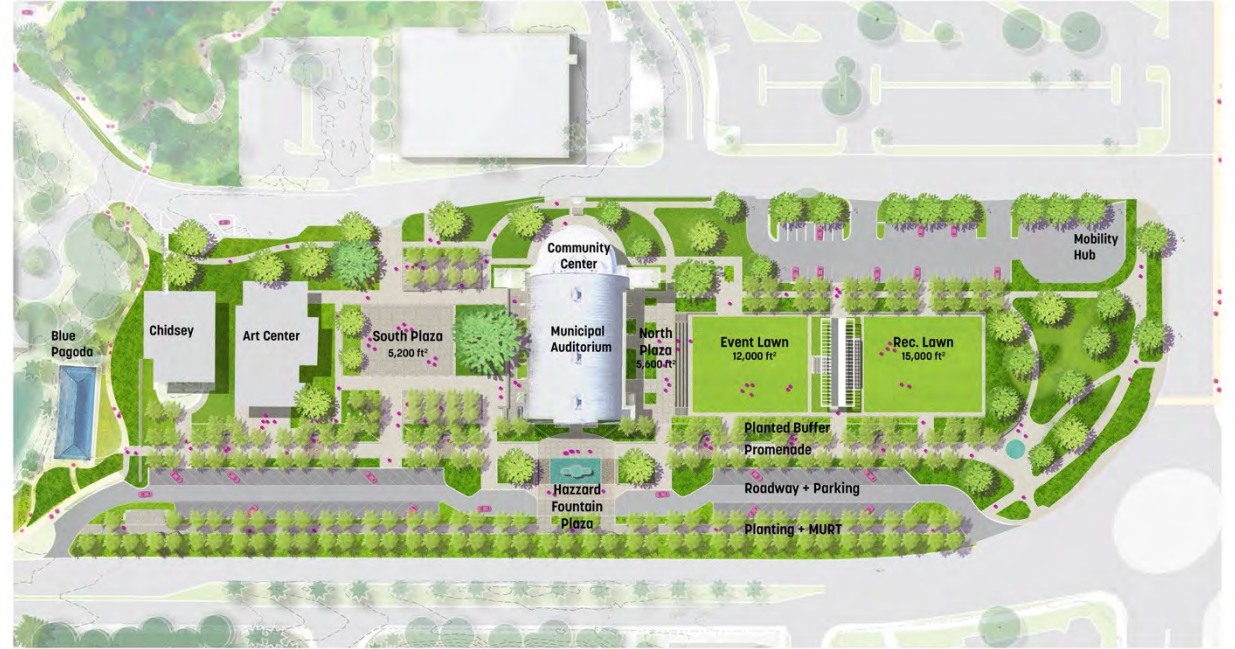 Community
Center
Mobility
Hub
Blue
Pagoda
Chidsey
Art Center
South Plaza
5,200 ft²
Municipal
Auditorium
North
Plaza
5,600 ft²
Event Lawn
12,000 ft²
Rec. Lawn
15,000 ft²
Planted Buffer
Promenade
Hazzard
Fountain
Plaza
Roadway + Parking
Planting + MURT